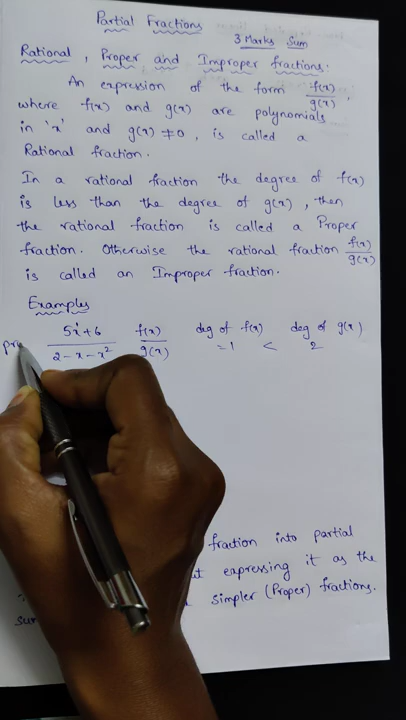 Partial Fractions
3 Marks Sum
Rational, Proper and Improper fractions.
An expression of the form f(x)/g(x),
where f(x) and g(x) are polynomials
in 'x' and g(x) ≠ 0, is called a
Rational fraction.
In a rational fraction the degree of f(x)
is less than the degree of g(x), then
the rational fraction is called a Proper
fraction. Otherwise the rational fraction f(x)/g(x)
is called an Improper fraction.
Examples
5x+6 / 2-x-x² f(x)/g(x) deg of f(x) = 1 < deg of g(x) 2
fraction into partial
expressing it as the
simpler (Proper) fractions.